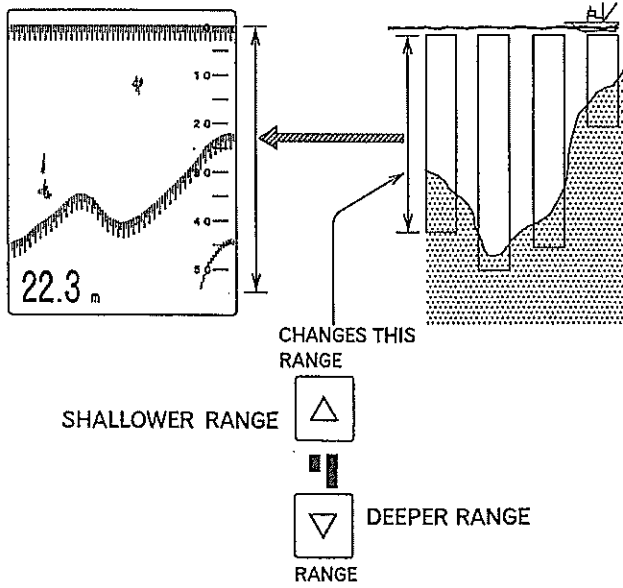 0
10
20
30
40
50
22.3 m
CHANGES THIS
RANGE
SHALLOWER RANGE
DEEPER RANGE
RANGE